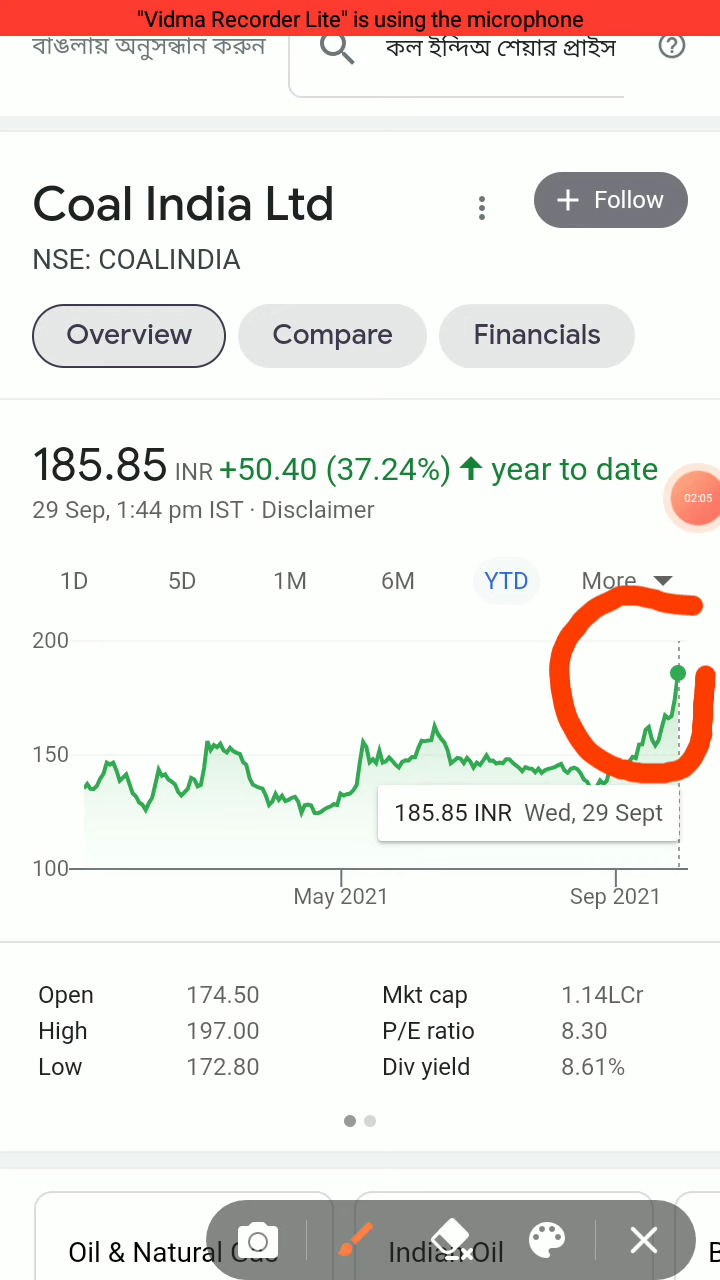 "Vidma Recorder Lite" is using the microphone
বাঙলায় অনুসন্ধান করুন
কল ইন্দিঅ শেয়ার প্রাইস
Coal India Ltd
+ Follow
NSE: COALINDIA
Overview
Compare
Financials
185.85 INR +50.40 (37.24%) ↑ year to date
29 Sep, 1:44 pm IST · Disclaimer
02:05
1D 5D 1M 6M YTD More
200
150
185.85 INR Wed, 29 Sept
100
May 2021 Sep 2021
Open 174.50 Mkt cap 1.14LCr
High 197.00 P/E ratio 8.30
Low 172.80 Div yield 8.61%
Oil & Natural Gas
Indian Oil
B